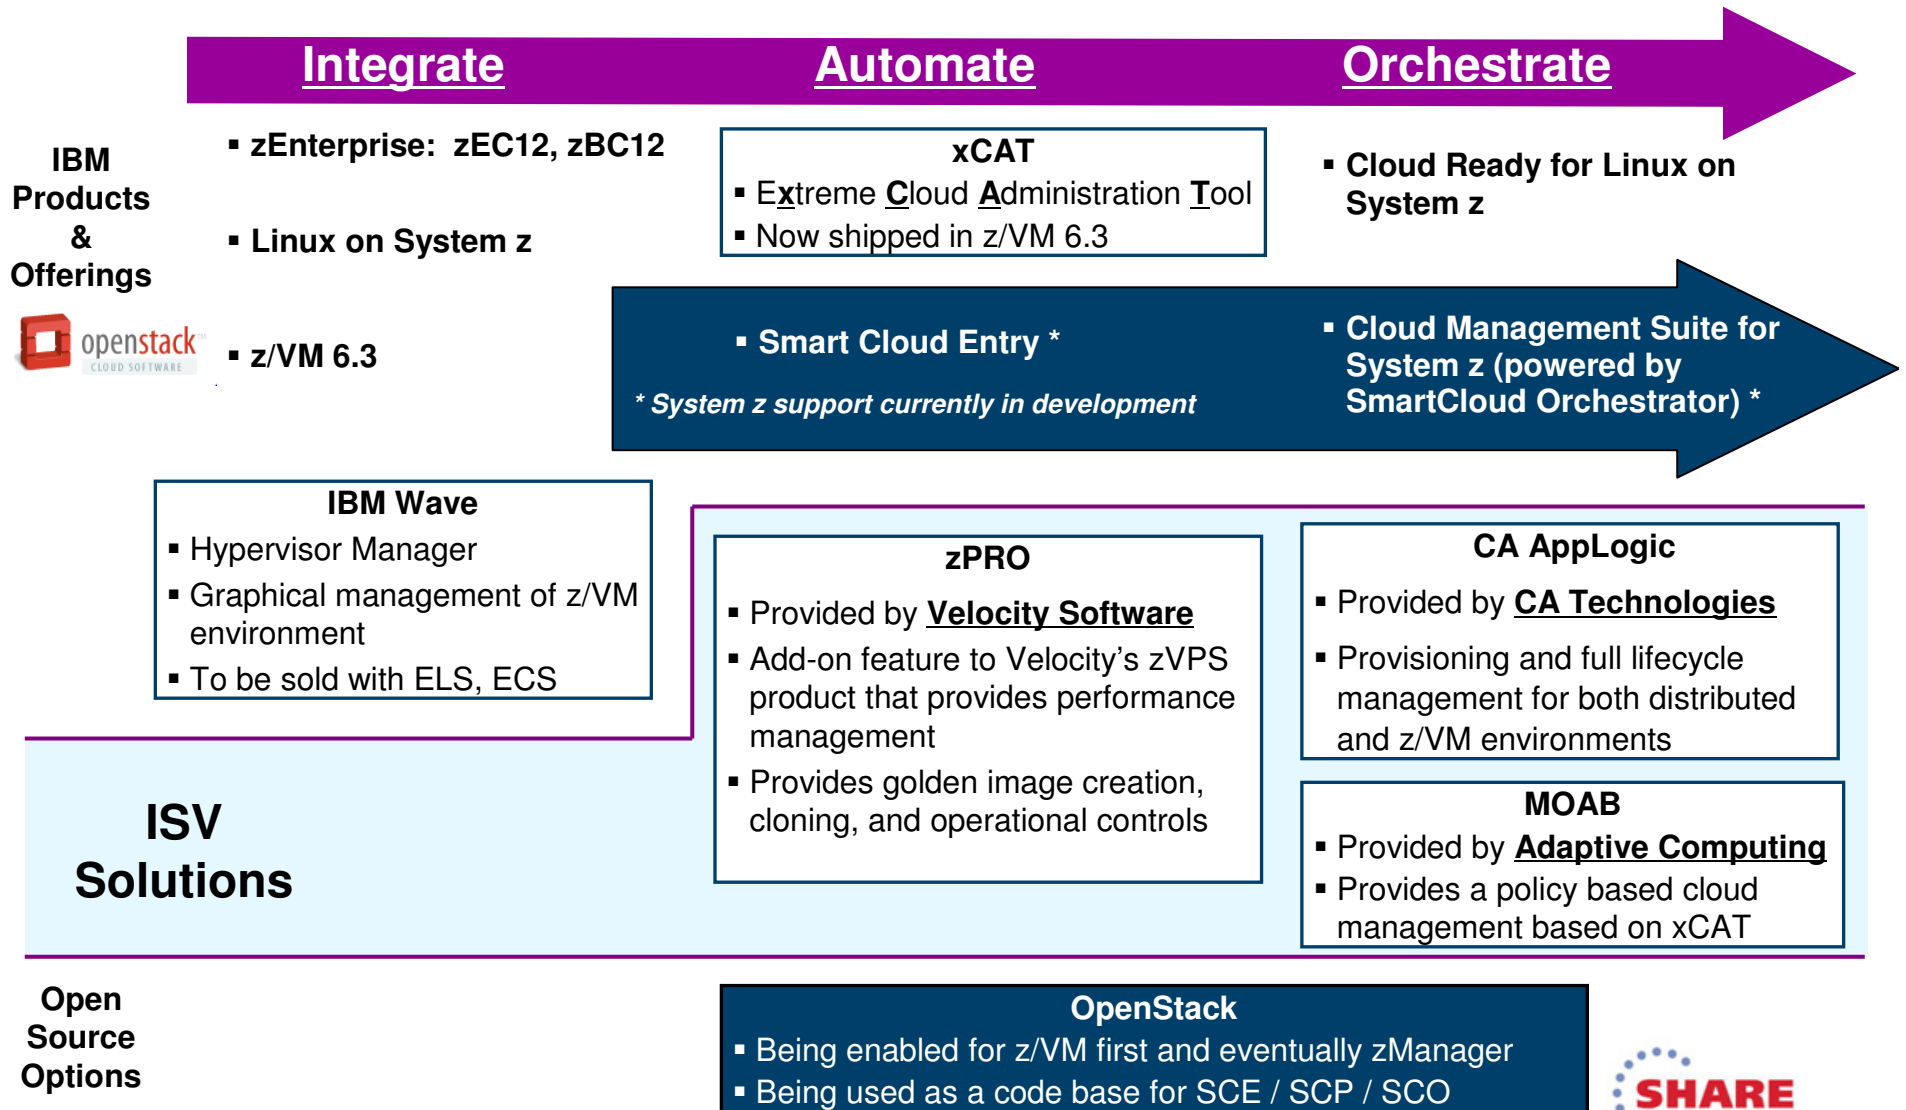 Integrate
Automate
Orchestrate
IBM
Products
&
Offerings
openstack
CLOUD SOFTWARE
▪ zEnterprise: zEC12, zBC12
▪ Linux on System z
▪ z/VM 6.3
xCAT
▪ Extreme Cloud Administration Tool
▪ Now shipped in z/VM 6.3
▪ Cloud Ready for Linux on
System z
▪ Smart Cloud Entry *
* System z support currently in development
▪ Cloud Management Suite for
System z (powered by
SmartCloud Orchestrator) *
IBM Wave
▪ Hypervisor Manager
▪ Graphical management of z/VM
environment
▪ To be sold with ELS, ECS
ISV
Solutions
zPRO
▪ Provided by Velocity Software
▪ Add-on feature to Velocity’s zVPS
product that provides performance
management
▪ Provides golden image creation,
cloning, and operational controls
CA AppLogic
▪ Provided by CA Technologies
▪ Provisioning and full lifecycle
management for both distributed
and z/VM environments
MOAB
▪ Provided by Adaptive Computing
▪ Provides a policy based cloud
management based on xCAT
Open
Source
Options
OpenStack
▪ Being enabled for z/VM first and eventually zManager
▪ Being used as a code base for SCE / SCP / SCO
SHARE